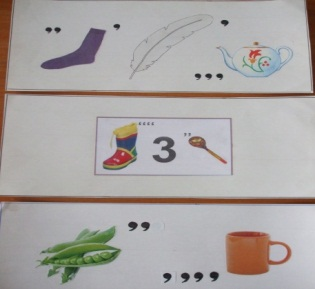 ,, , , ,,,
‘‘‘‘ 3 ,,
,, ,,,,